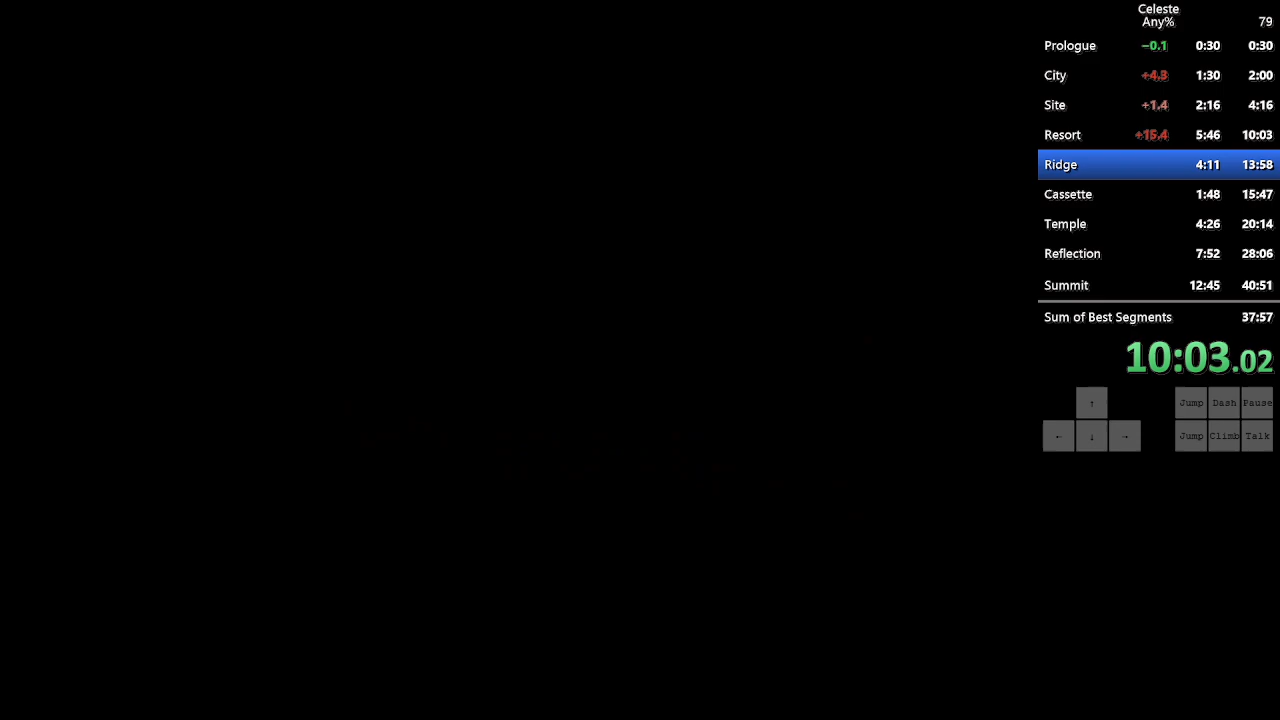 Celeste
Any% 79
Prologue −0.1 0:30 0:30
City +4.3 1:30 2:00
Site +1.4 2:16 4:16
Resort +15.4 5:46 10:03
Ridge 4:11 13:58
Cassette 1:48 15:47
Temple 4:26 20:14
Reflection 7:52 28:06
Summit 12:45 40:51
Sum of Best Segments 37:57
10:03.02
↑ Jump Dash Pause
← ↓ → Jump Climb Talk